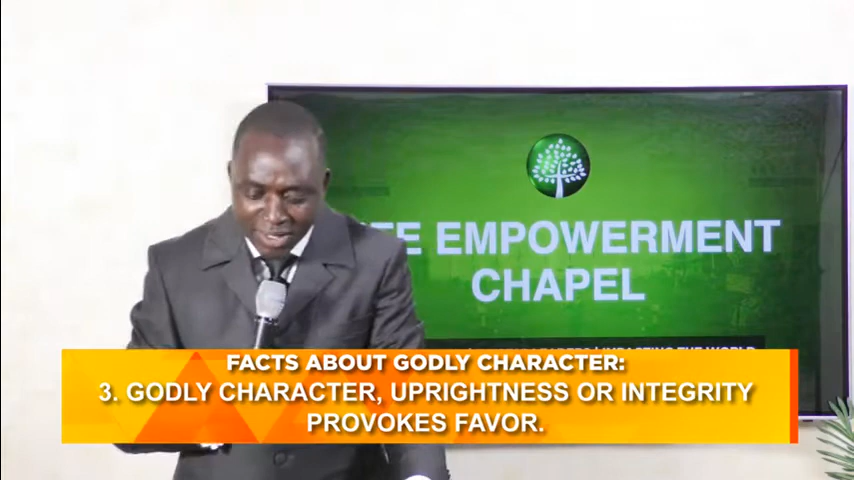 EMPOWERMENT
CHAPEL
FACTS ABOUT GODLY CHARACTER:
3. GODLY CHARACTER, UPRIGHTNESS OR INTEGRITY
PROVOKES FAVOR.